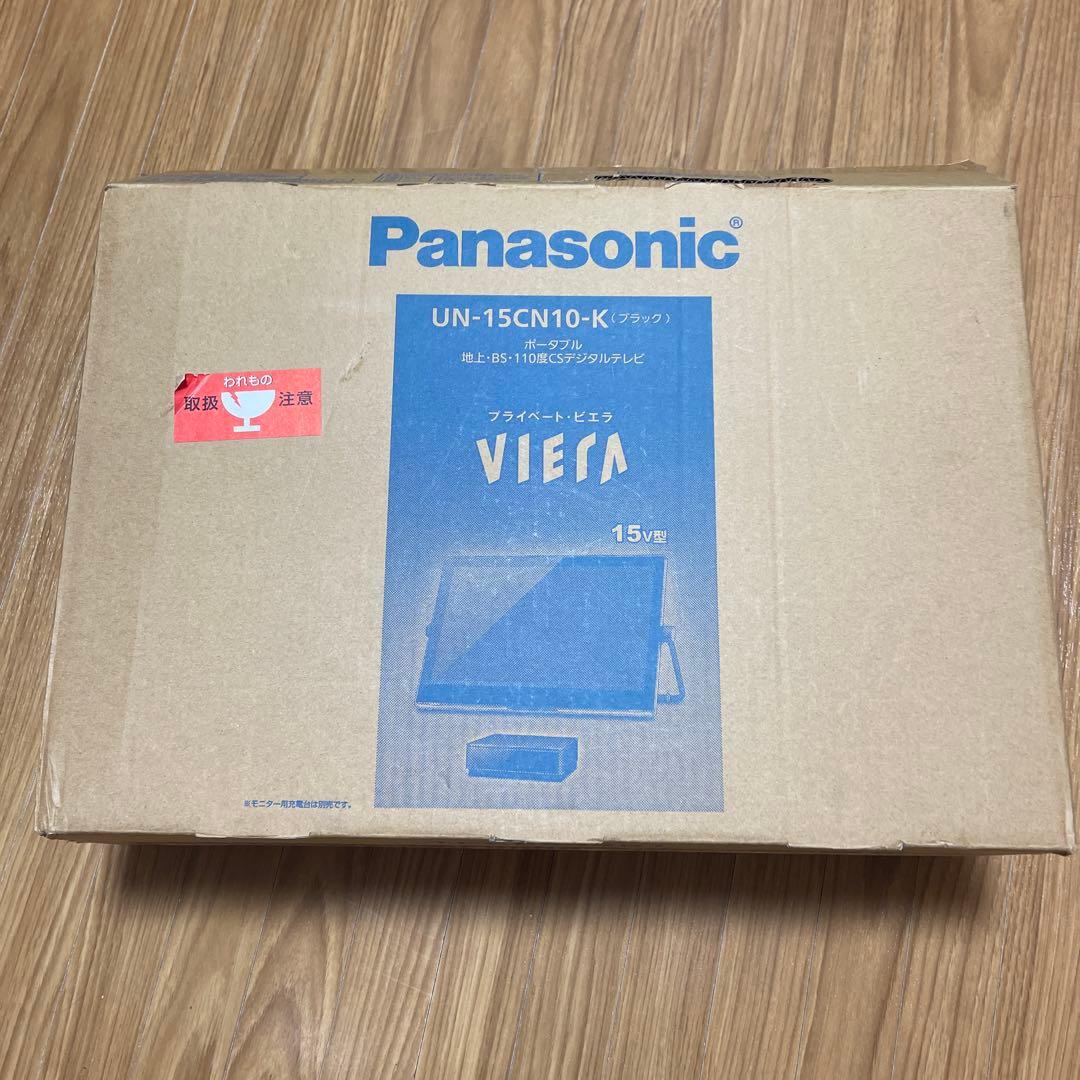 Panasonic®
UN-15CN10-K（ブラック）
ポータブル
地上・BS・110度CSデジタルテレビ
われもの
取扱 注意
プライベート・ビエラ
VIErA
15V型
※モニター用充電台は別売です。